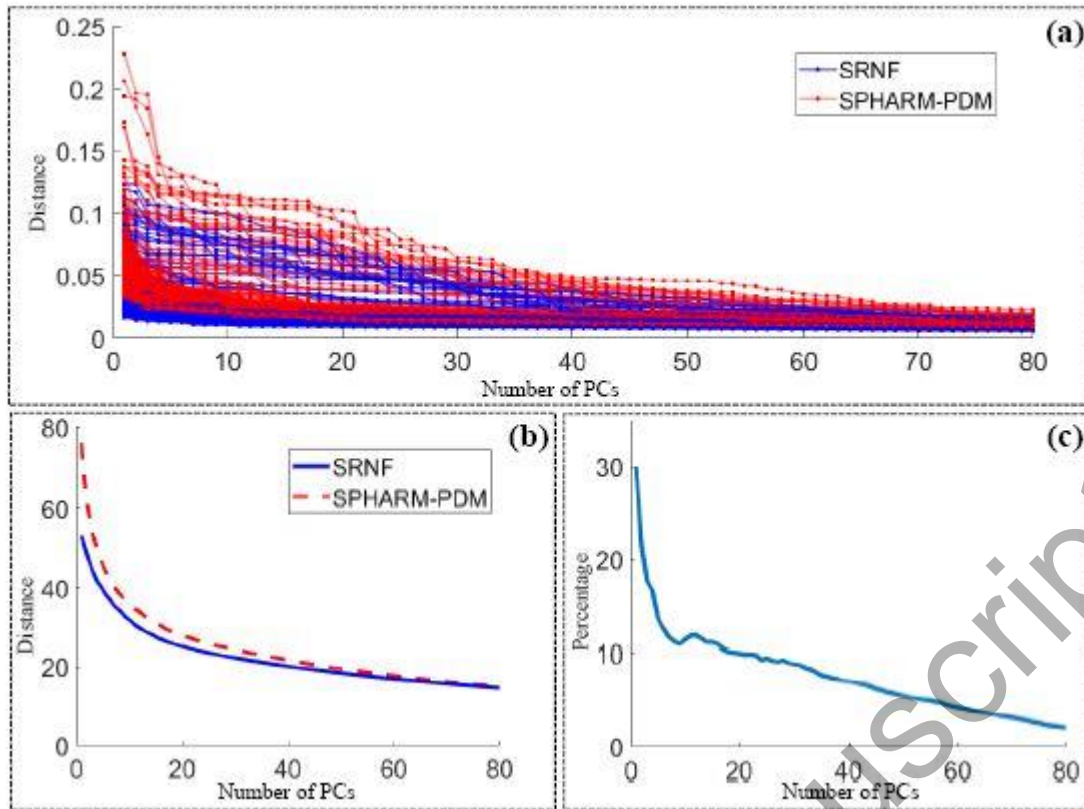 (a)
0.25
0.2
0.15
0.1
0.05
0
Distance
SRNF
SPHARM-PDM
0 10 20 30 40 50 60 70 80
Number of PCs
(b)
80
60
40
20
0
Distance
SRNF
SPHARM-PDM
0 20 40 60 80
Number of PCs
(c)
30
20
10
0
Percentage
0 20 40 60 80
Number of PCs